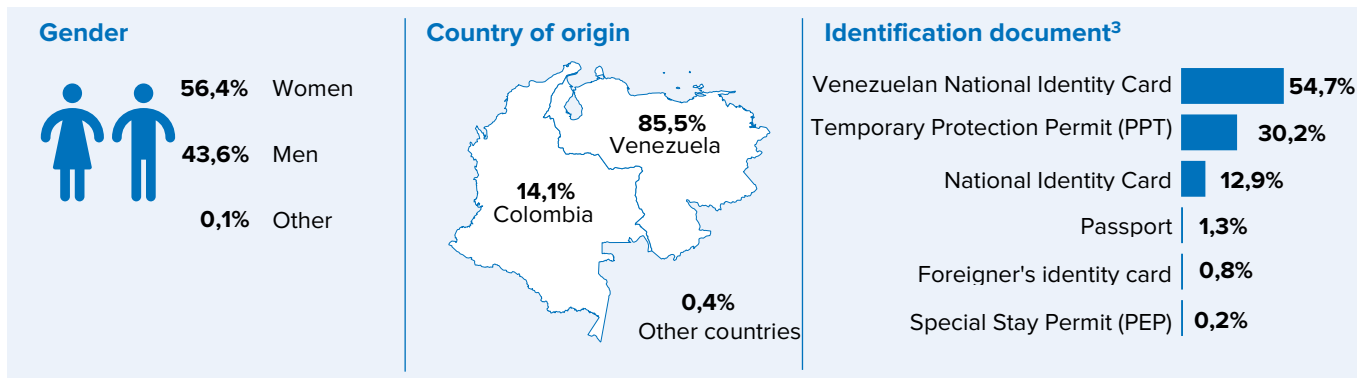 Gender
56,4% Women
43,6% Men
0,1% Other
Country of origin
85,5%
Venezuela
14,1%
Colombia
0,4%
Other countries
Identification document³
Venezuelan National Identity Card 54,7%
Temporary Protection Permit (PPT) 30,2%
National Identity Card 12,9%
Passport 1,3%
Foreigner's identity card 0,8%
Special Stay Permit (PEP) 0,2%